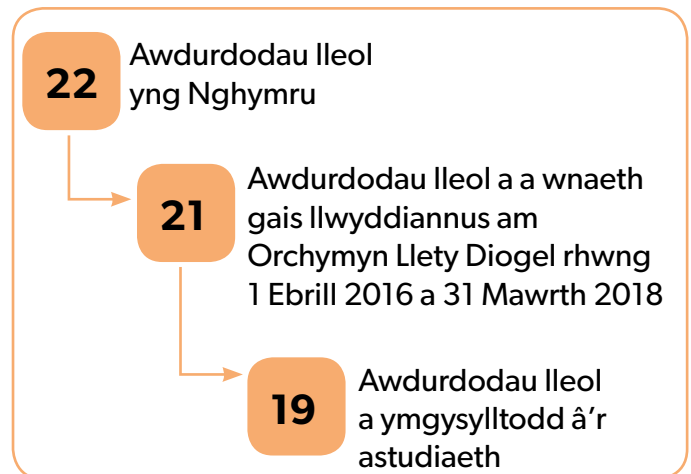 22
Awdurdodau lleol
yng Nghymru
21
Awdurdodau lleol a a wnaeth
gais llwyddiannus am
Orchymyn Llety Diogel rhwng
1 Ebrill 2016 a 31 Mawrth 2018
19
Awdurdodau lleol
a ymgysylltodd â’r
astudiaeth